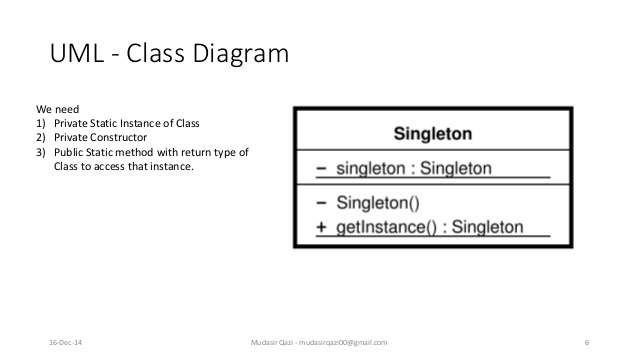 UML - Class Diagram
We need
1) Private Static Instance of Class
2) Private Constructor
3) Public Static method with return type of
Class to access that instance.
Singleton
– singleton : Singleton
– Singleton()
+ getInstance() : Singleton
16-Dec-14
Mudasir Qazi - mudasirqazi00@gmail.com
6